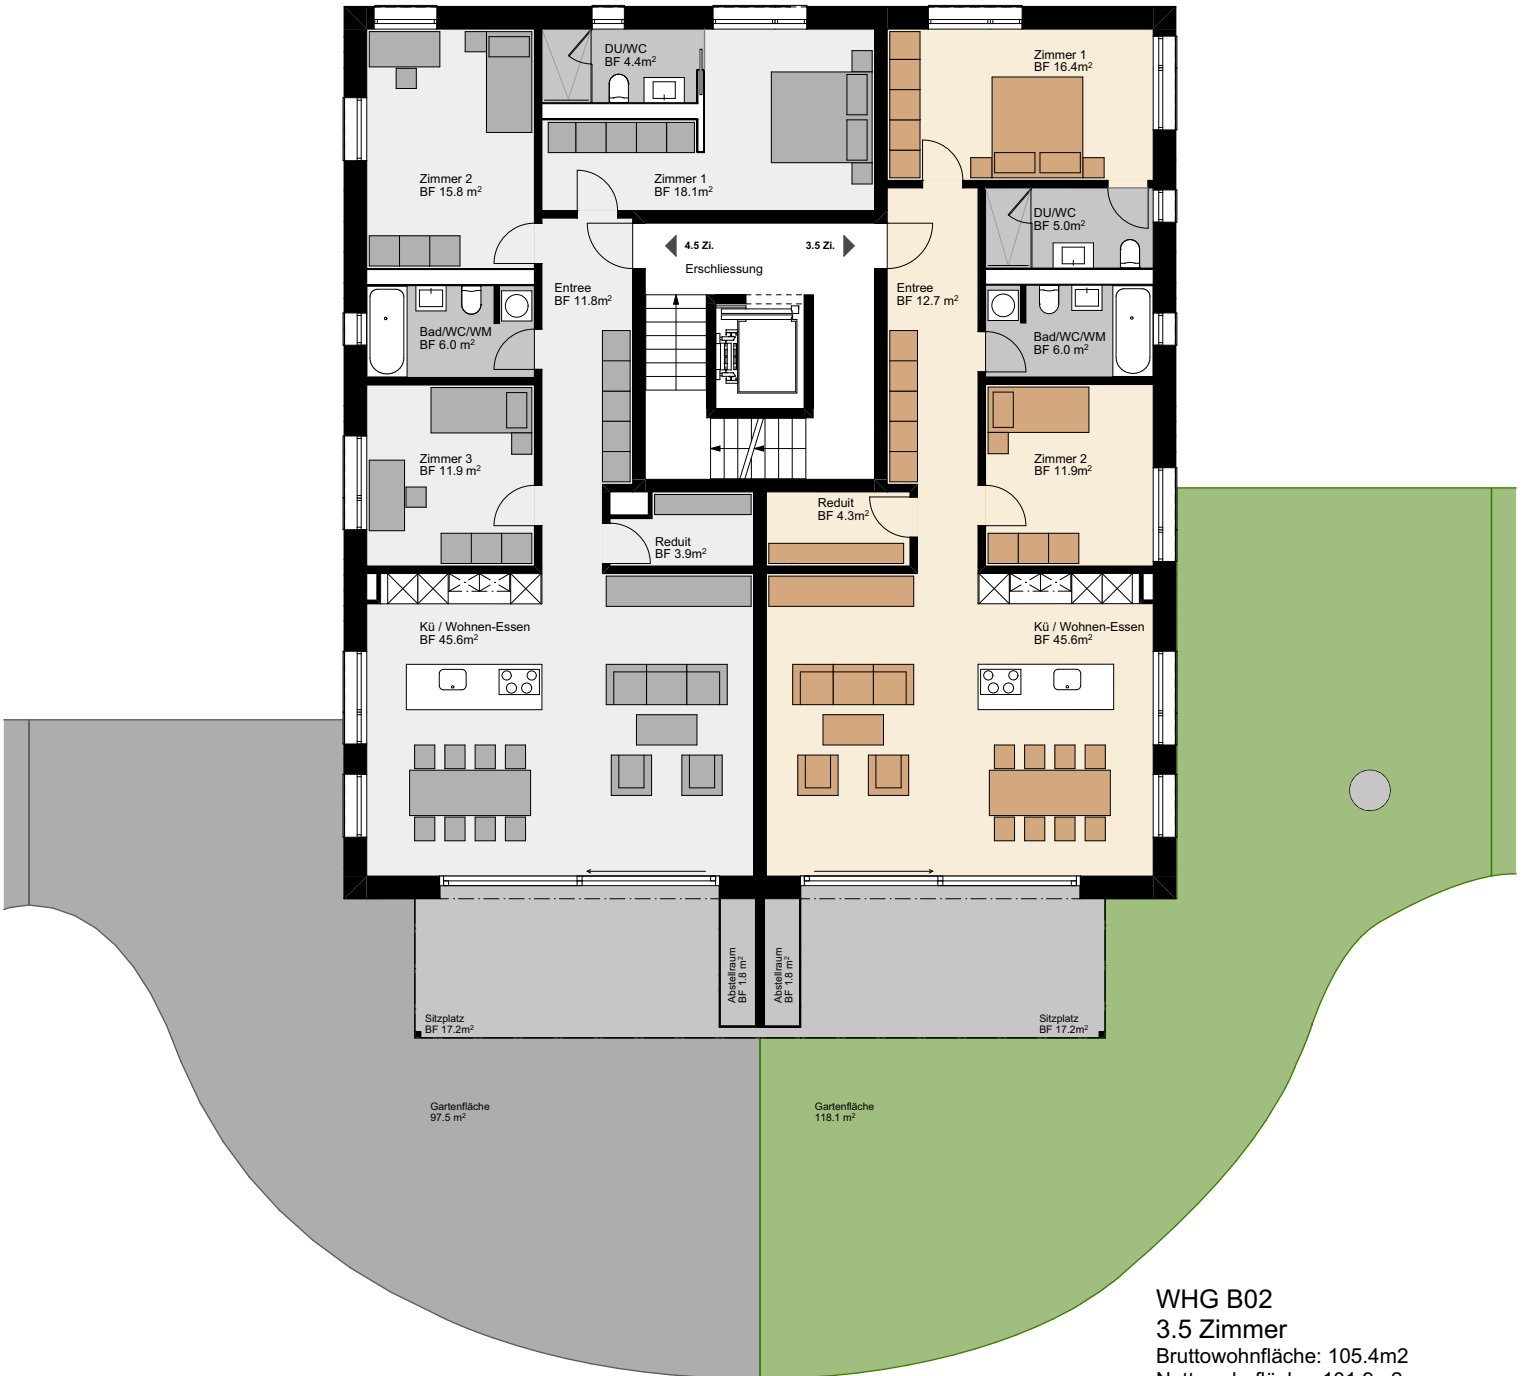 DU/WC
BF 4.4m²
Zimmer 1
BF 16.4m²
Zimmer 2
BF 15.8 m²
Zimmer 1
BF 18.1m²
DU/WC
BF 5.0m²
4.5 Zi.
3.5 Zi.
Erschliessung
Entree
BF 11.8m²
Entree
BF 12.7 m²
Bad/WC/WM
BF 6.0 m²
Bad/WC/WM
BF 6.0 m²
Zimmer 3
BF 11.9 m²
Zimmer 2
BF 11.9m²
Reduit
BF 4.3m²
Reduit
BF 3.9m²
Kü / Wohnen-Essen
BF 45.6m²
Kü / Wohnen-Essen
BF 45.6m²
Abstellraum
BF 1.8 m²
Abstellraum
BF 1.8 m²
Sitzplatz
BF 17.2m²
Sitzplatz
BF 17.2m²
Gartenfläche
97.5 m²
Gartenfläche
118.1 m²
WHG B02
3.5 Zimmer
Bruttowohnfläche: 105.4m2